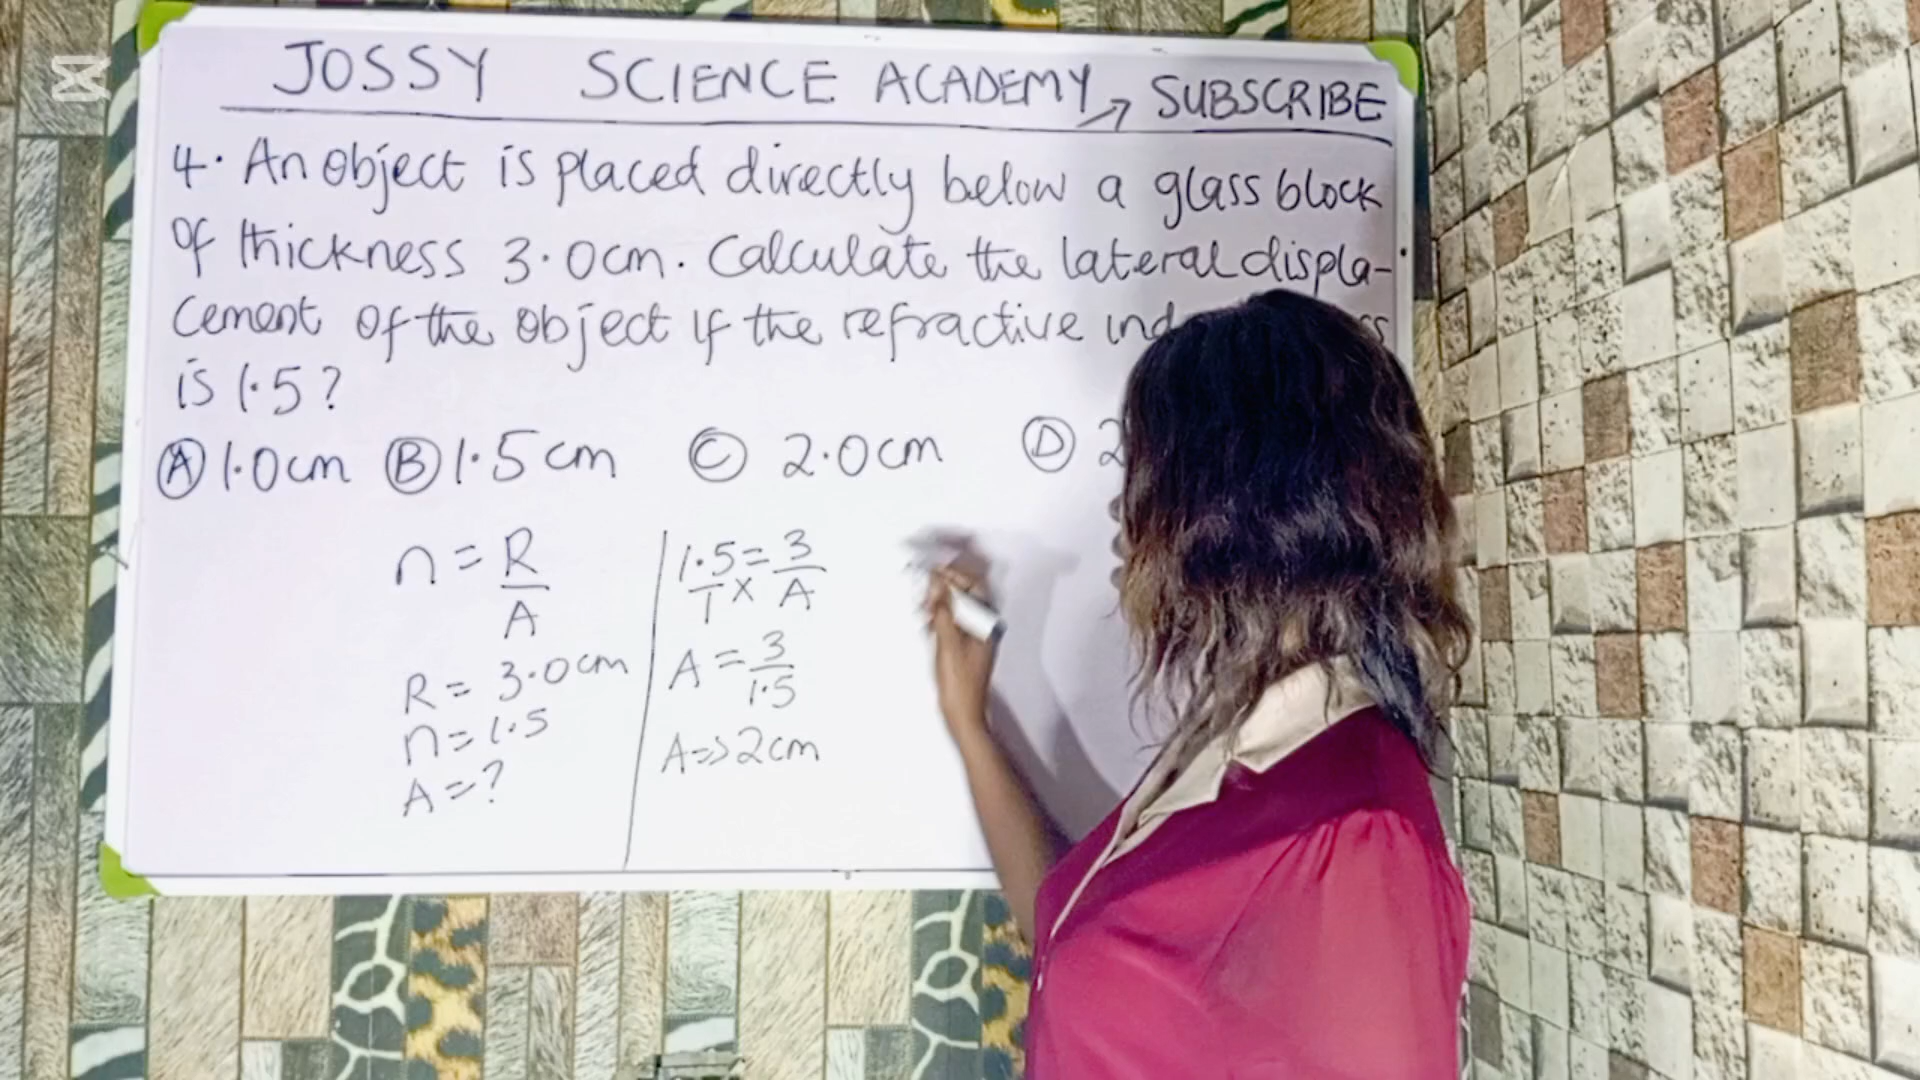 JOSSY SCIENCE ACADEMY → SUBSCRIBE
4. An object is placed directly below a glass block
of thickness 3.0cm. Calculate the lateral displa-
cement of the object if the refractive
is 1.5?
Ⓐ 1.0cm Ⓑ 1.5cm Ⓒ 2.0cm Ⓓ
n = R/A
R = 3.0cm
n = 1.5
A = ?
1.5/1 × = 3/A
A = 3/1.5
A => 2cm